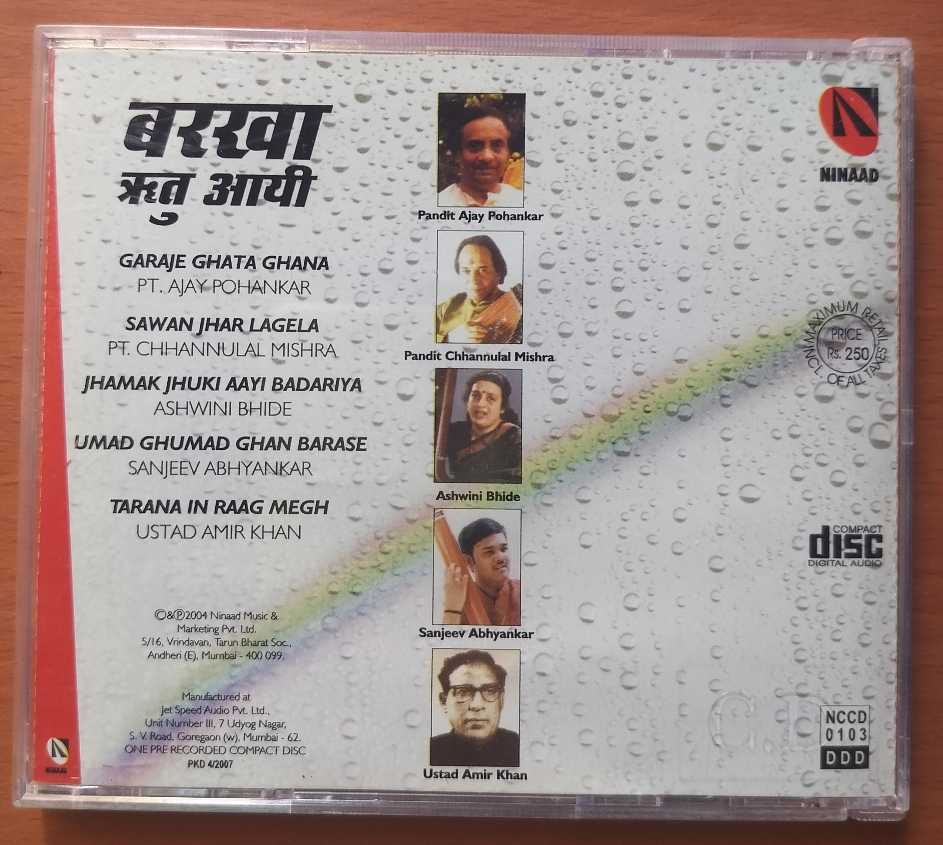 बरखा
ऋतु आयी
GARAJE GHATA GHANA
PT. AJAY POHANKAR
SAWAN JHAR LAGELA
PT. CHHANNULAL MISHRA
JHAMAK JHUKI AAYI BADARIYA
ASHWINI BHIDE
UMAD GHUMAD GHAN BARASE
SANJEEV ABHYANKAR
TARANA IN RAAG MEGH
USTAD AMIR KHAN
©&℗2004 Ninaad Music &
Marketing Pvt. Ltd.
5/16, Vrindavan, Tarun Bharat Soc.,
Andheri (E), Mumbai - 400 099.
Manufactured at
Jet Speed Audio Pvt. Ltd.,
Unit Number III, 7 Udyog Nagar,
S. V. Road, Goregaon (w), Mumbai - 62.
ONE PRE RECORDED COMPACT DISC
PKD 4/2007
NINAAD
Pandit Ajay Pohankar
Pandit Chhannulal Mishra
Ashwini Bhide
Sanjeev Abhyankar
Ustad Amir Khan
NINAAD
MAXIMUM RETAIL
PRICE
Rs. 250
INCL. OF ALL TAXES
COMPACT
disc
DIGITAL AUDIO
NCCD
0103
DDD